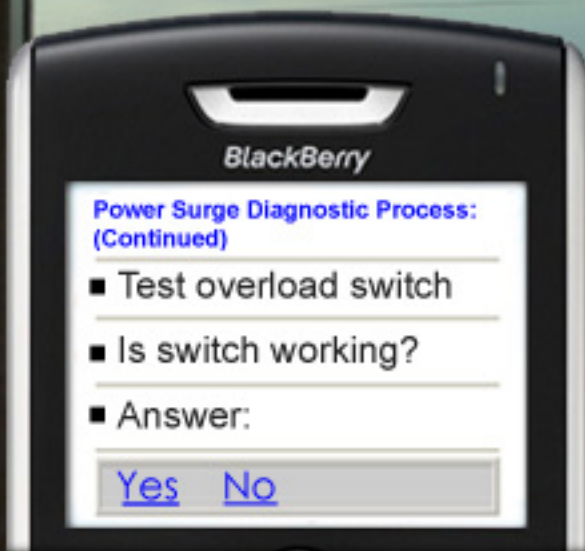 BlackBerry
Power Surge Diagnostic Process:
(Continued)
Test overload switch
Is switch working?
Answer:
Yes No